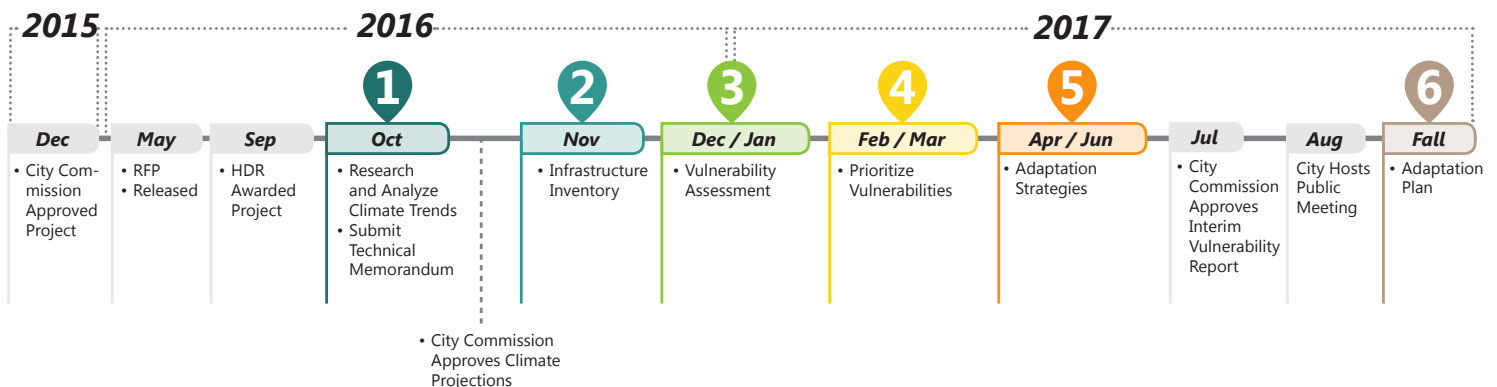 2015
2016
2017
1
2
3
4
5
6
Dec
May
Sep
Oct
Nov
Dec / Jan
Feb / Mar
Apr / Jun
Jul
Aug
Fall
• City Com-
mission
Approved
Project
• RFP
• Released
• HDR
Awarded
Project
• Research
and Analyze
Climate Trends
• Submit
Technical
Memorandum
• City Commission
Approves Climate
Projections
• Infrastructure
Inventory
• Vulnerability
Assessment
• Prioritize
Vulnerabilities
• Adaptation
Strategies
• City
Commission
Approves
Interim
Vulnerability
Report
City Hosts
Public
Meeting
• Adaptation
Plan